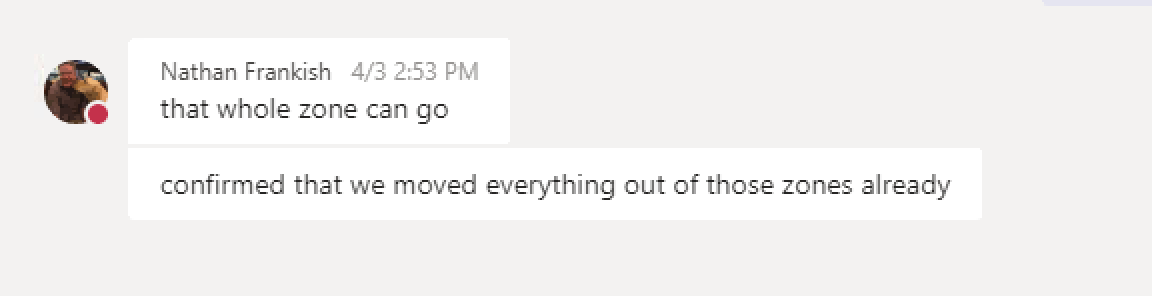 Nathan Frankish 4/3 2:53 PM
that whole zone can go
confirmed that we moved everything out of those zones already